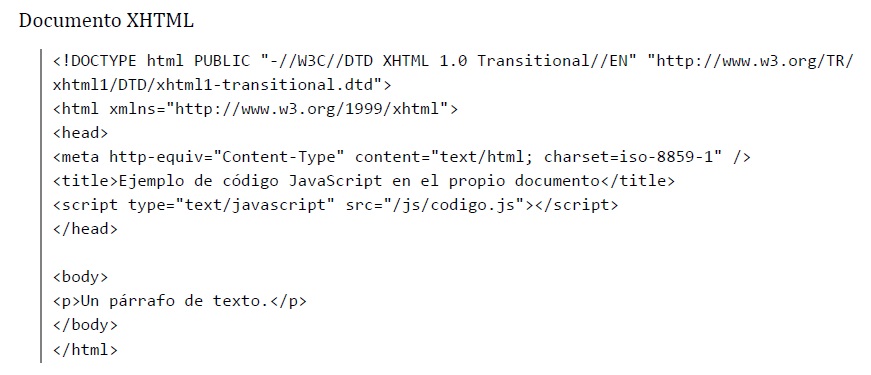 Documento XHTML
<!DOCTYPE html PUBLIC "-//W3C//DTD XHTML 1.0 Transitional//EN" "http://www.w3.org/TR/
xhtml1/DTD/xhtml1-transitional.dtd">
<html xmlns="http://www.w3.org/1999/xhtml">
<head>
<meta http-equiv="Content-Type" content="text/html; charset=iso-8859-1" />
<title>Ejemplo de código JavaScript en el propio documento</title>
<script type="text/javascript" src="/js/codigo.js"></script>
</head>

<body>
<p>Un párrafo de texto.</p>
</body>
</html>